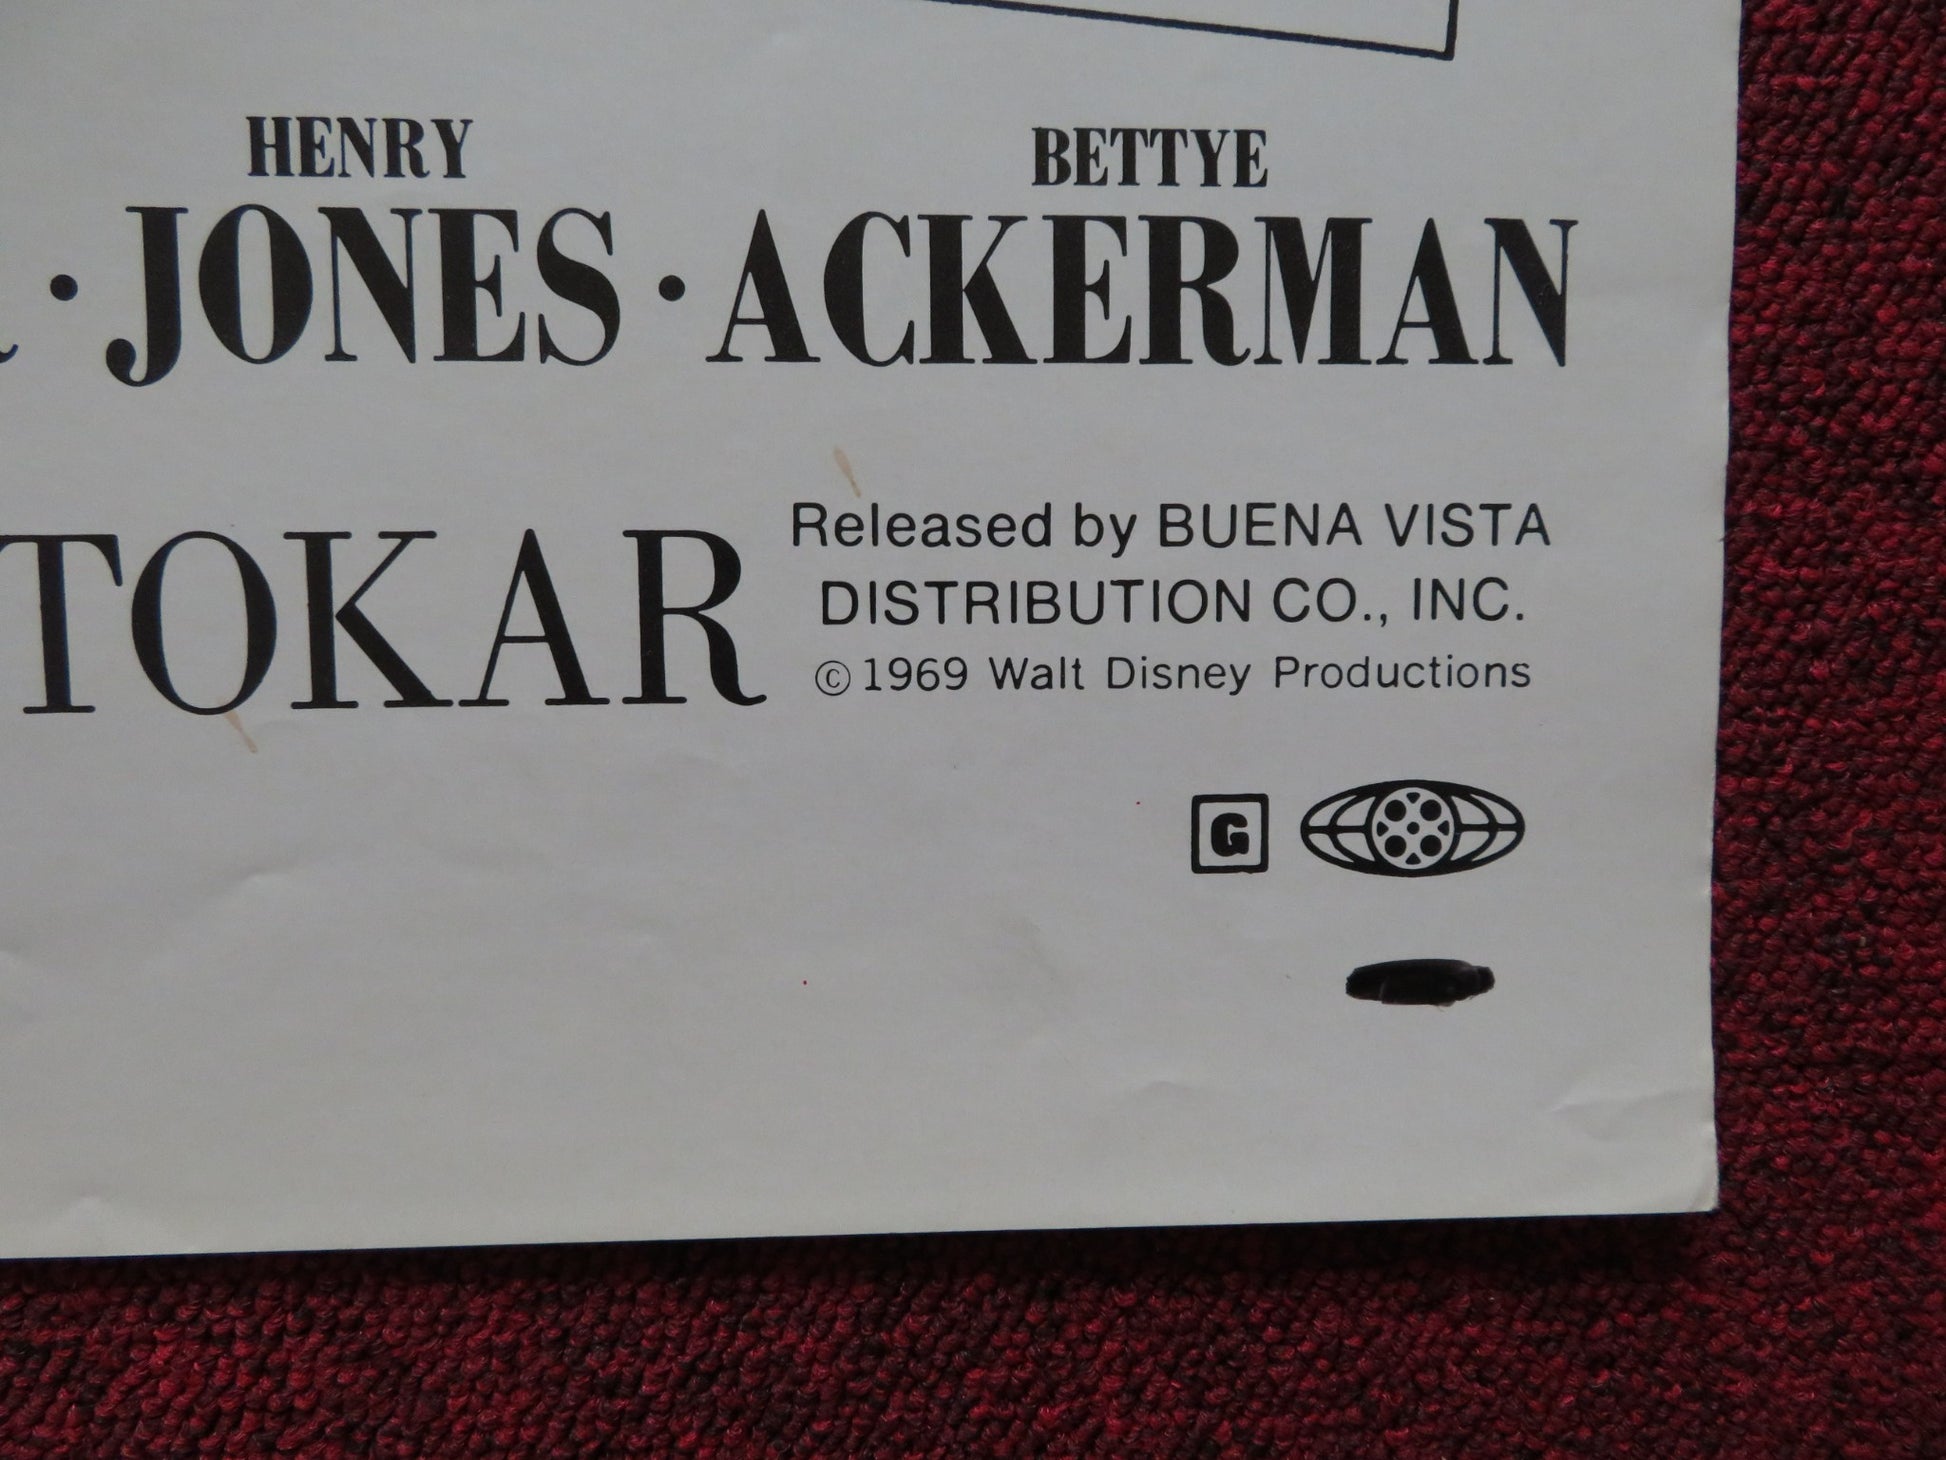 HENRY BETTYE
· JONES · ACKERMAN
TOKAR
Released by BUENA VISTA
DISTRIBUTION CO., INC.
© 1969 Walt Disney Productions
G